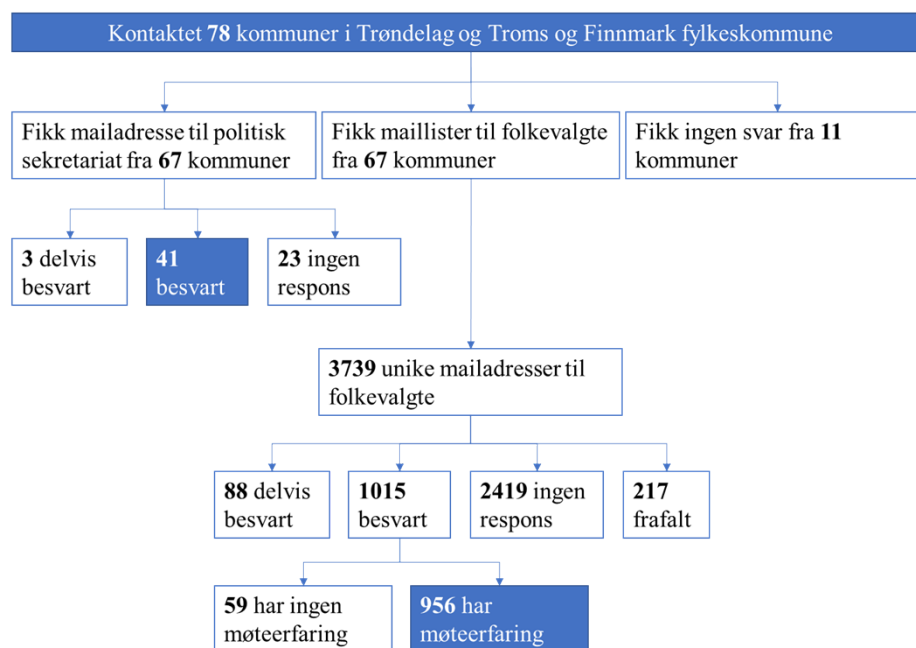 Kontaktet 78 kommuner i Trøndelag og Troms og Finnmark fylkeskommune
Fikk mailadresse til politisk
sekretariat fra 67 kommuner
Fikk maillister til folkevalgte
fra 67 kommuner
Fikk ingen svar fra 11
kommuner
3 delvis
besvart
41
besvart
23 ingen
respons
3739 unike mailadresser til
folkevalgte
88 delvis
besvart
1015
besvart
2419 ingen
respons
217
frafalt
59 har ingen
møteerfaring
956 har
møteerfaring